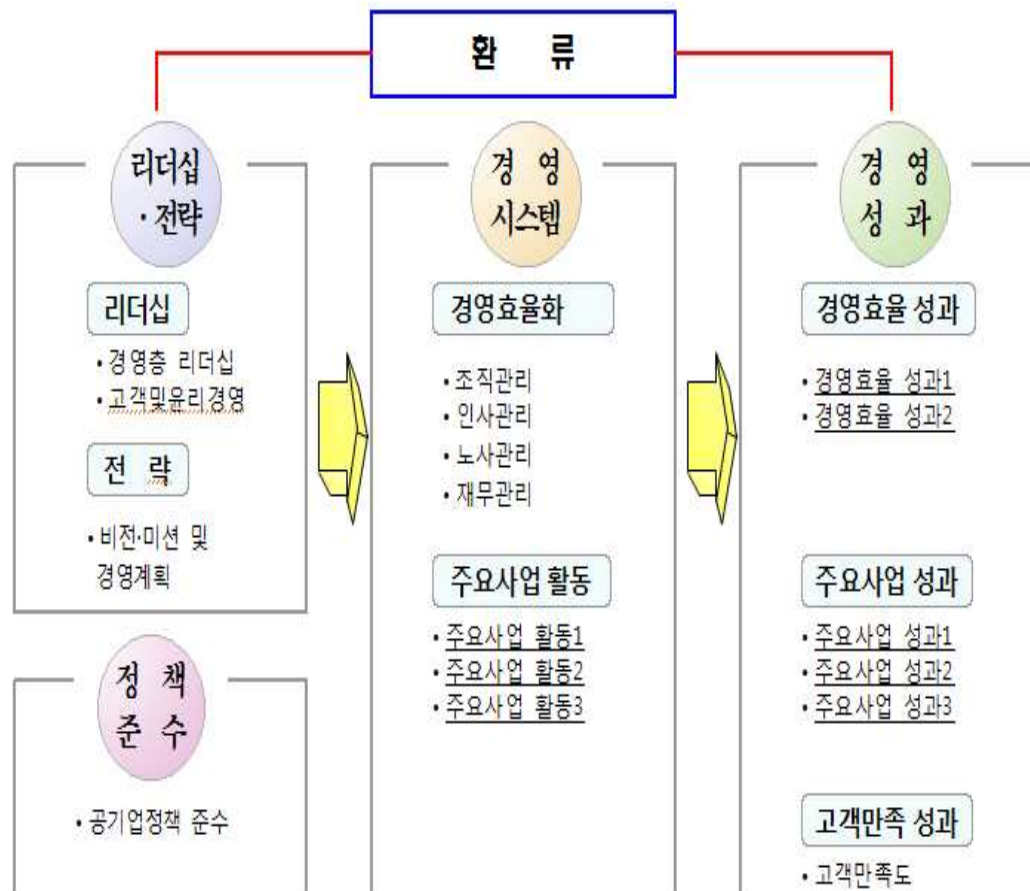 환 류
리더십
·전략
리더십
• 경영층 리더십
• 고객및윤리경영
전 략
• 비전·미션 및
경영계획
정 책
준 수
• 공기업정책 준수
경 영
시스템
경영효율화
• 조직관리
• 인사관리
• 노사관리
• 재무관리
주요사업 활동
• 주요사업 활동1
• 주요사업 활동2
• 주요사업 활동3
경 영
성 과
경영효율 성과
• 경영효율 성과1
• 경영효율 성과2
주요사업 성과
• 주요사업 성과1
• 주요사업 성과2
• 주요사업 성과3
고객만족 성과
• 고객만족도